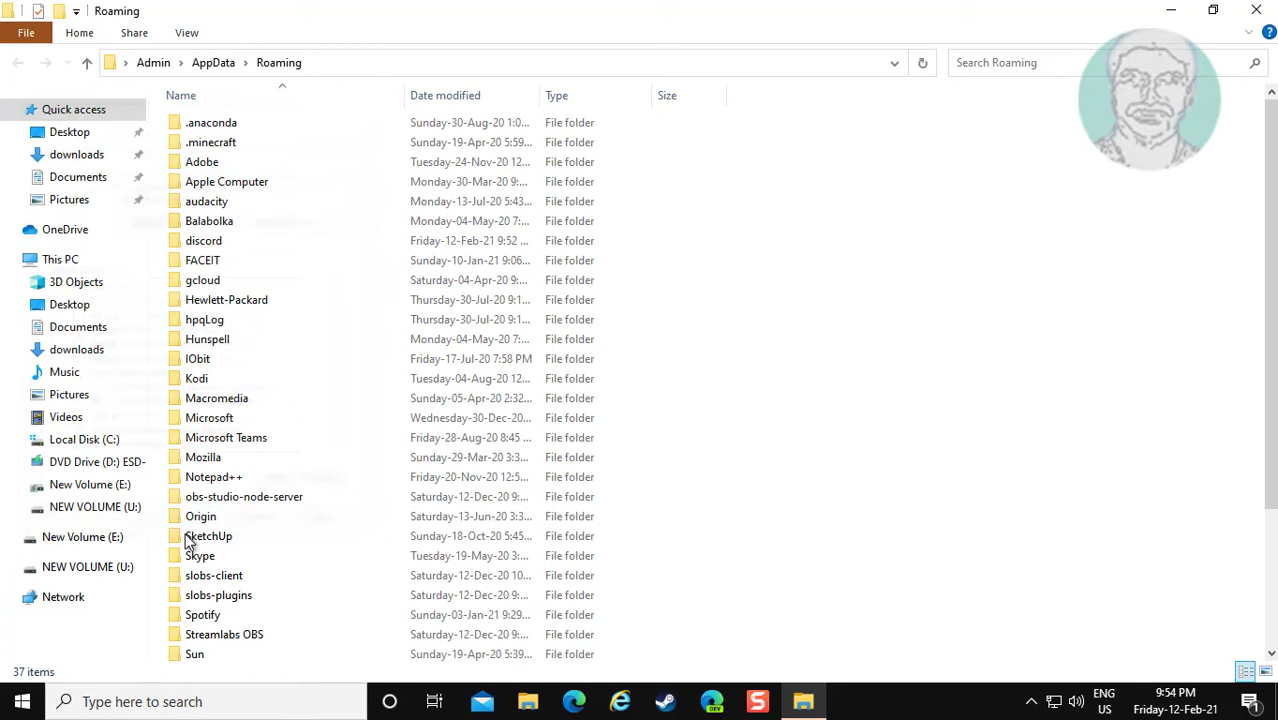 Roaming
File Home Share View
Admin AppData Roaming
Search Roaming
Name Date modified Type Size
Quick access
Desktop
downloads
Documents
Pictures
OneDrive
This PC
3D Objects
Desktop
Documents
downloads
Music
Pictures
Videos
Local Disk (C:)
DVD Drive (D:) ESD-
New Volume (E:)
NEW VOLUME (U:)
New Volume (E:)
NEW VOLUME (U:)
Network
.anaconda Sunday-30-Aug-20 1:0... File folder
.minecraft Sunday-19-Apr-20 5:59... File folder
Adobe Tuesday-24-Nov-20 12... File folder
Apple Computer Monday-30-Mar-20 9:... File folder
audacity Monday-13-Jul-20 5:43... File folder
Balabolka Monday-04-May-20 7:... File folder
discord Friday-12-Feb-21 9:52 ... File folder
FACEIT Sunday-10-Jan-21 9:06... File folder
gcloud Saturday-04-Apr-20 9:... File folder
Hewlett-Packard Thursday-30-Jul-20 9:1... File folder
hpqLog Thursday-30-Jul-20 9:1... File folder
Hunspell Monday-04-May-20 7:... File folder
IObit Friday-17-Jul-20 7:58 PM File folder
Kodi Tuesday-04-Aug-20 12... File folder
Macromedia Sunday-05-Apr-20 2:32... File folder
Microsoft Wednesday-30-Dec-20... File folder
Microsoft Teams Friday-28-Aug-20 8:45 ... File folder
Mozilla Sunday-29-Mar-20 3:3... File folder
Notepad++ Friday-20-Nov-20 12:5... File folder
obs-studio-node-server Saturday-12-Dec-20 9:... File folder
Origin Saturday-13-Jun-20 3:3... File folder
SketchUp Sunday-18-Oct-20 5:45... File folder
Skype Tuesday-19-May-20 3:... File folder
slobs-client Saturday-12-Dec-20 10... File folder
slobs-plugins Saturday-12-Dec-20 9:... File folder
Spotify Sunday-03-Jan-21 9:29... File folder
Streamlabs OBS Saturday-12-Dec-20 9:... File folder
Sun Sunday-19-Apr-20 5:39... File folder
37 items
Type here to search
DEV
S
ENG
US
9:54 PM
Friday-12-Feb-21
1